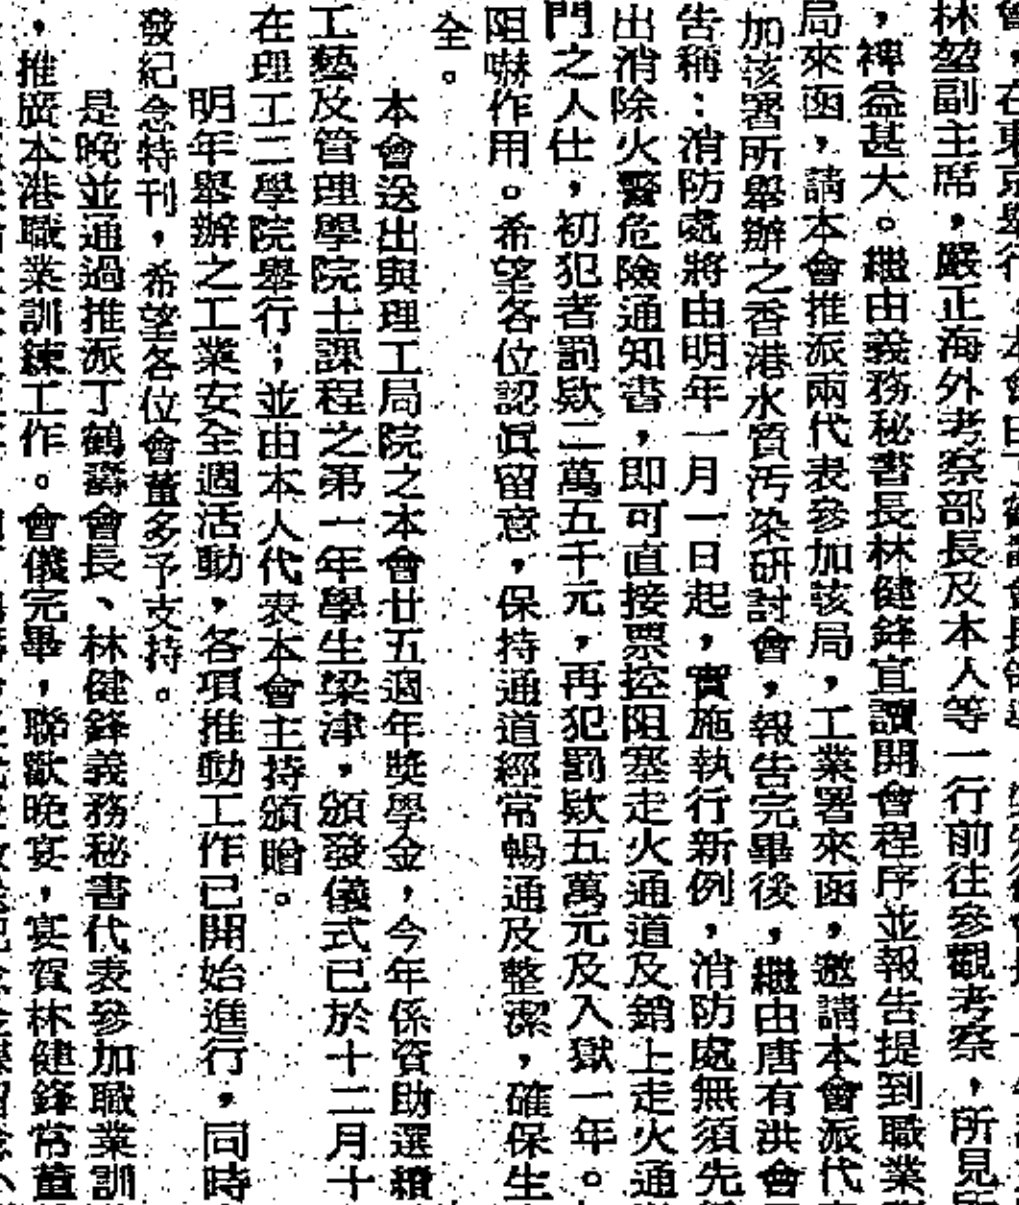 林堃副主席，嚴正海外考察部長及本人等一行前往參觀考察，所見
，裨益甚大。繼由義務秘書長林健鋒宣讀開會程序並報告提到職業
局來函，請本會推派兩代表參加該局，工業署來函，邀請本會派代
加該署所舉辦之香港水質汚染研討會，報告完畢後，繼由唐有洪會
告稱：消防處將由明年一月一日起，實施執行新例，消防處無須先
出消除火警危險通知書，即可直接票控阻塞走火通道及銷上走火通
門之人仕，初犯者罰欵二萬五千元，再犯罰欵五萬元及入獄一年。
阻嚇作用。希望各位認眞留意，保持通道經常暢通及整潔，確保生
全。
本會送出與理工局院之本會廿五週年獎學金，今年係資助選續
工藝及管理學院士課程之第一年學生梁津，頒發儀式已於十二月十
在理工二學院舉行；並由本人代表本會主持頒贈。
明年舉辦之工業安全週活動，各項推動工作已開始進行，同時
發紀念特刊，希望各位會董多予支持。
是晚並通過推派丁鶴壽會長、林健鋒義務秘書代表參加職業訓
，推廣本港職業訓練工作。會儀完畢，聯歡晚宴，宴賀林健鋒常董